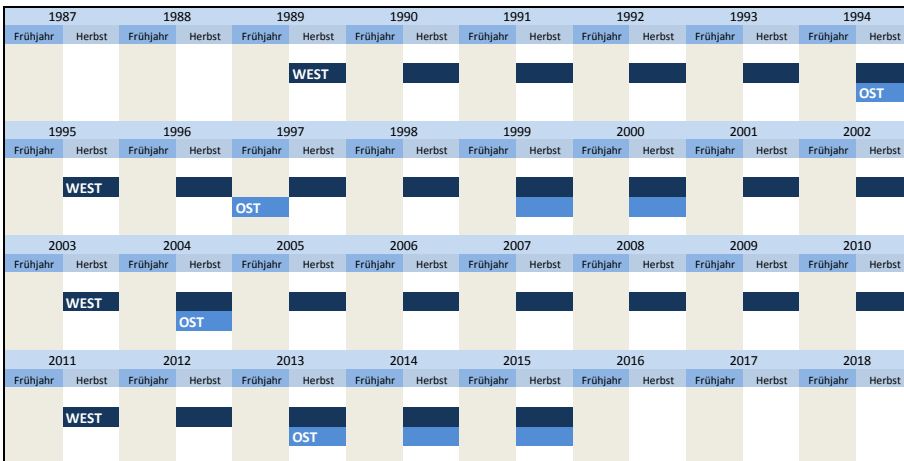 1987 1988 1989 1990 1991 1992 1993 1994
Frühjahr Herbst Frühjahr Herbst Frühjahr Herbst Frühjahr Herbst Frühjahr Herbst Frühjahr Herbst Frühjahr Herbst Frühjahr Herbst
WEST
OST
1995 1996 1997 1998 1999 2000 2001 2002
Frühjahr Herbst Frühjahr Herbst Frühjahr Herbst Frühjahr Herbst Frühjahr Herbst Frühjahr Herbst Frühjahr Herbst Frühjahr Herbst
WEST
OST
2003 2004 2005 2006 2007 2008 2009 2010
Frühjahr Herbst Frühjahr Herbst Frühjahr Herbst Frühjahr Herbst Frühjahr Herbst Frühjahr Herbst Frühjahr Herbst Frühjahr Herbst
WEST
OST
2011 2012 2013 2014 2015 2016 2017 2018
Frühjahr Herbst Frühjahr Herbst Frühjahr Herbst Frühjahr Herbst Frühjahr Herbst Frühjahr Herbst Frühjahr Herbst Frühjahr Herbst
WEST
OST